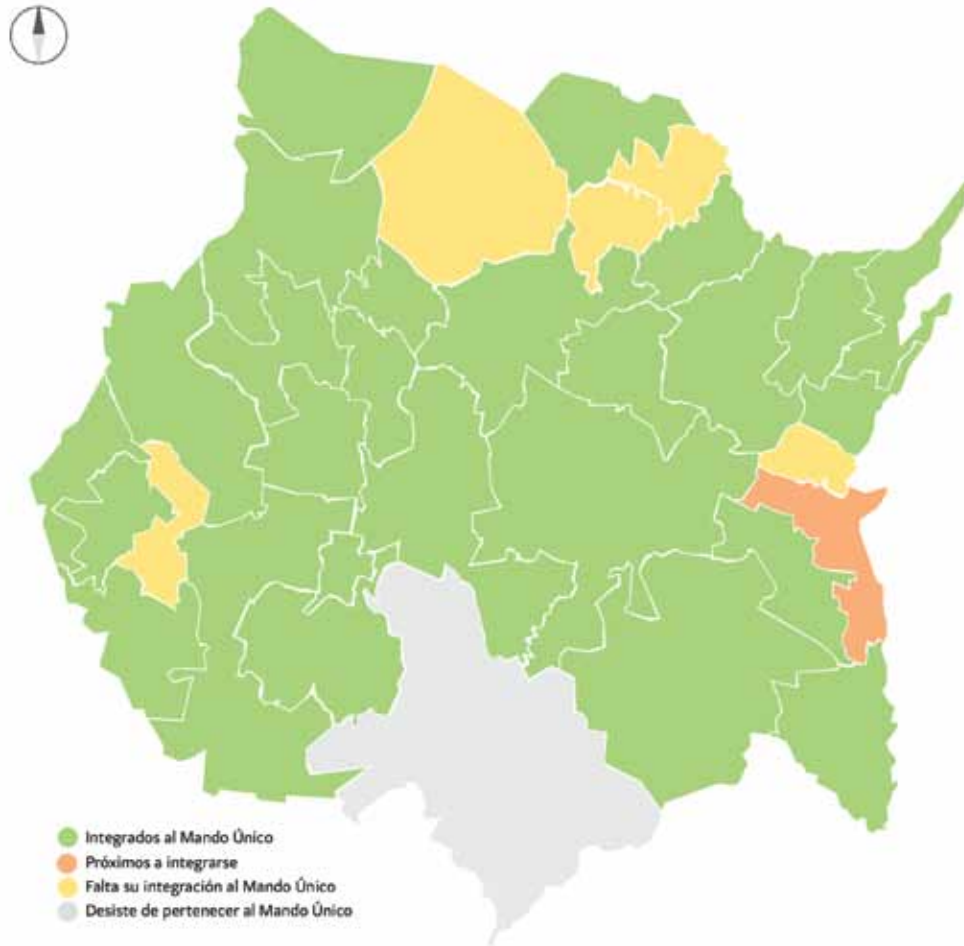 Integrados al Mando Único
Próximos a integrarse
Falta su integración al Mando Único
Desiste de pertenecer al Mando Único